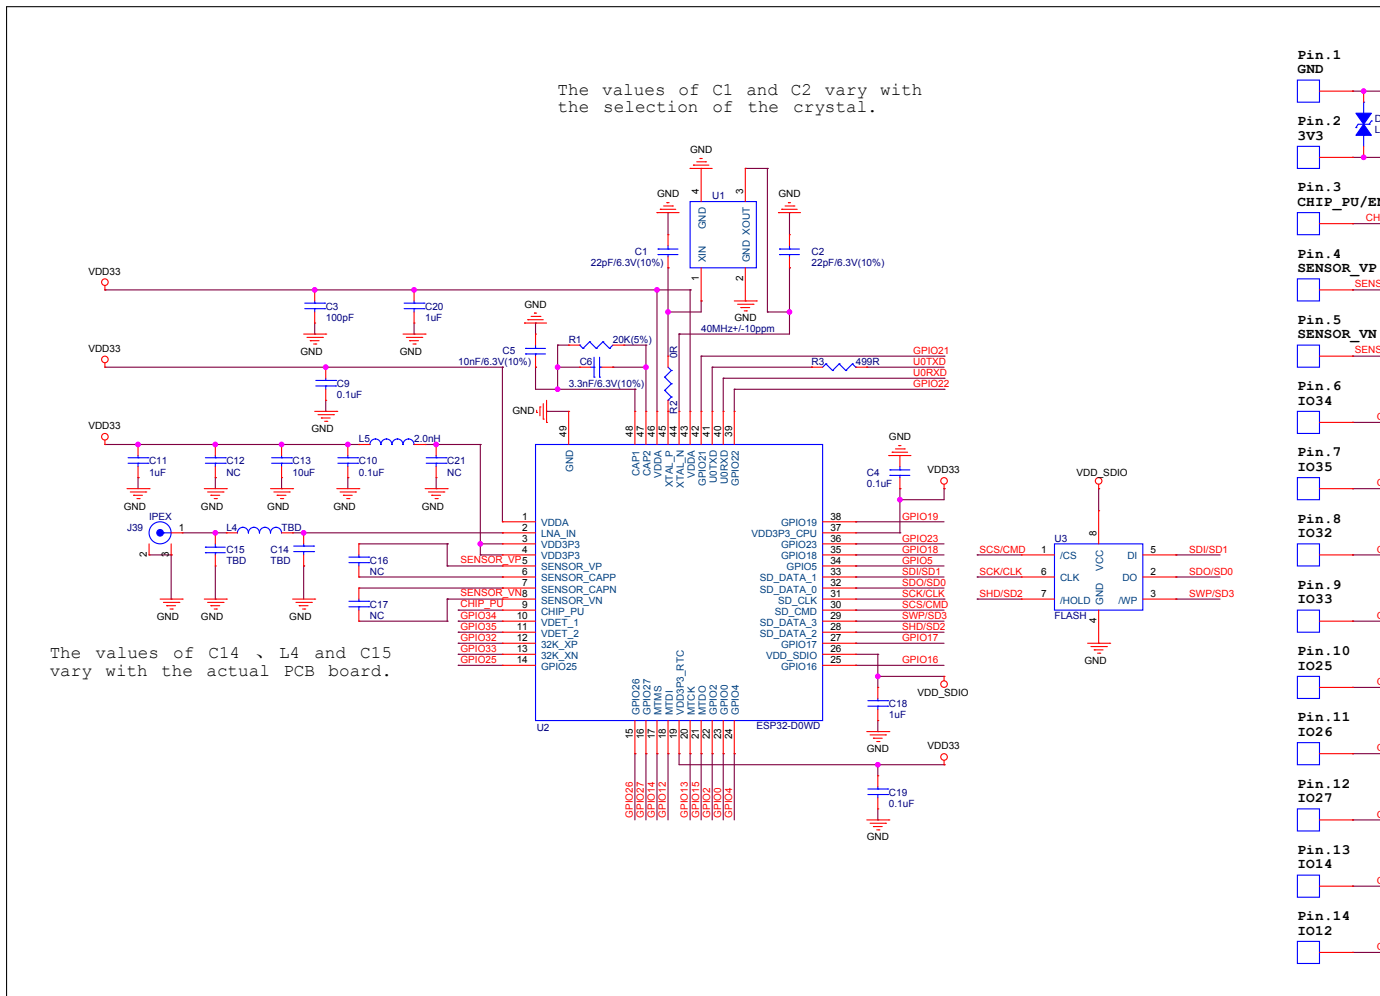 The values of C1 and C2 vary with
the selection of the crystal.
GND
4
3
U1
GND
XOUT
XIN
GND
1
2
GND
GND
C1
22pF/6.3V(10%)
GND
C2
22pF/6.3V(10%)
40MHz+/-10ppm
VDD33
C3
100pF
GND
C20
1uF
GND
VDD33
C9
0.1uF
GND
GND
C5
10nF/6.3V(10%)
R1
20K(5%)
C6
3.3nF/6.3V(10%)
0R
R2
R3
499R
GPIO21
U0TXD
U0RXD
GPIO22
VDD33
L5
2.0nH
C11
1uF
GND
C12
NC
GND
C13
10uF
GND
C10
0.1uF
GND
C21
NC
GND
IPEX
J39
1
2
3
GND
L4
TBD
C15
TBD
GND
C14
TBD
GND
C16
NC
C17
NC
The values of C14 、 L4 and C15
vary with the actual PCB board.
GND
49
GND
48
47
46
45
44
43
42
41
40
39
CAP1
CAP2
VDDA
XTAL_P
XTAL_N
VDDA
GPIO21
U0TXD
U0RXD
GPIO22
1 VDDA
2 LNA_IN
3 VDD3P3
4 VDD3P3
SENSOR_VP 5 SENSOR_VP
6 SENSOR_CAPP
7 SENSOR_CAPN
SENSOR_VN 8 SENSOR_VN
CHIP_PU 9 CHIP_PU
GPIO34 10 VDET_1
GPIO35 11 VDET_2
GPIO32 12 32K_XP
GPIO33 13 32K_XN
GPIO25 14 GPIO25
GPIO19 38 GPIO19
VDD3P3_CPU 37
GPIO23 36 GPIO23
GPIO18 35 GPIO18
GPIO5 34 GPIO5
SD_DATA_1 33 SDI/SD1
SD_DATA_0 32 SDO/SD0
SD_CLK 31 SCK/CLK
SD_CMD 30 SCS/CMD
SD_DATA_3 29 SWP/SD3
SD_DATA_2 28 SHD/SD2
GPIO17 27 GPIO17
VDD_SDIO 26
GPIO16 25 GPIO16
GPIO26
GPIO27
MTMS
MTDI
VDD3P3_RTC
MTCK
MTDO
GPIO2
GPIO0
GPIO4
U2
ESP32-D0WD
15
16
17
18
19
20
21
22
23
24
GPIO26
GPIO27
GPIO14
GPIO12
GPIO13
GPIO15
GPIO2
GPIO0
GPIO4
GND
C4
0.1uF
VDD33
VDD_SDIO
C18
1uF
GND
VDD33
C19
0.1uF
GND
VDD_SDIO
8
U3
SCS/CMD 1 /CS
SCK/CLK 6 CLK
SHD/SD2 7 /HOLD
VCC
GND
DI 5 SDI/SD1
DO 2 SDO/SD0
/WP 3 SWP/SD3
FLASH
4
GND
Pin.1
GND
Pin.2
3V3
D
L
Pin.3
CHIP_PU/EN
CH
Pin.4
SENSOR_VP
SENS
Pin.5
SENSOR_VN
SENS
Pin.6
IO34
Pin.7
IO35
Pin.8
IO32
Pin.9
IO33
Pin.10
IO25
Pin.11
IO26
Pin.12
IO27
Pin.13
IO14
Pin.14
IO12